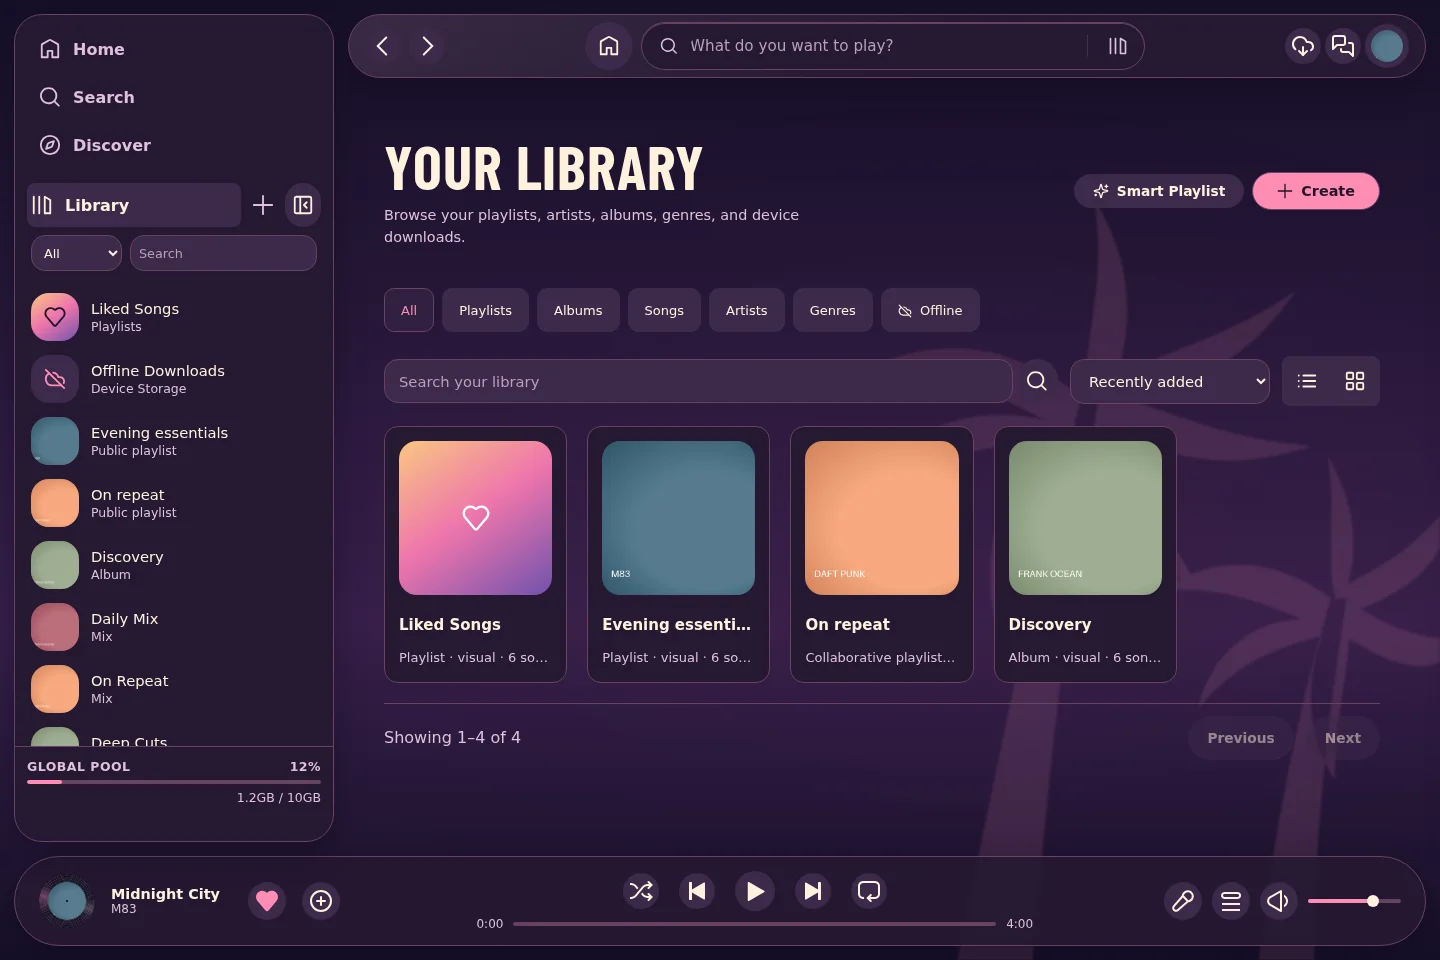 Home
Search
Discover
Library
All
Search
Liked Songs
Playlists
Offline Downloads
Device Storage
Evening essentials
Public playlist
On repeat
Public playlist
Discovery
Album
Daily Mix
Mix
On Repeat
Mix
Deep Cuts
GLOBAL POOL 12%
1.2GB / 10GB
What do you want to play?
YOUR LIBRARY
Browse your playlists, artists, albums, genres, and device
downloads.
Smart Playlist
Create
All Playlists Albums Songs Artists Genres Offline
Search your library
Recently added
M83
Liked Songs
Playlist · visual · 6 so...
Evening essenti...
Playlist · visual · 6 so...
DAFT PUNK
On repeat
Collaborative playlist...
FRANK OCEAN
Discovery
Album · visual · 6 son...
Showing 1–4 of 4
Previous Next
Midnight City
M83
0:00 4:00